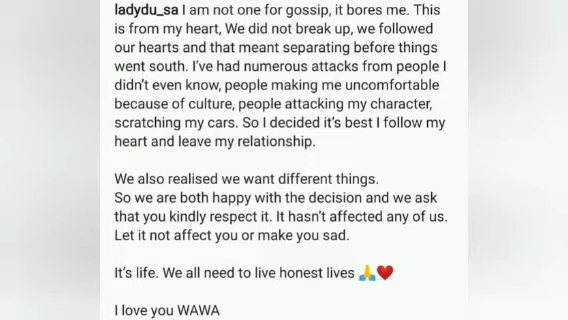 ladydu_sa I am not one for gossip, it bores me. This
is from my heart, We did not break up, we followed
our hearts and that meant separating before things
went south. I've had numerous attacks from people I
didn't even know, people making me uncomfortable
because of culture, people attacking my character,
scratching my cars. So I decided it's best I follow my
heart and leave my relationship.
We also realised we want different things.
So we are both happy with the decision and we ask
that you kindly respect it. It hasn't affected any of us.
Let it not affect you or make you sad.
It's life. We all need to live honest lives 🙏❤️
I love you WAWA